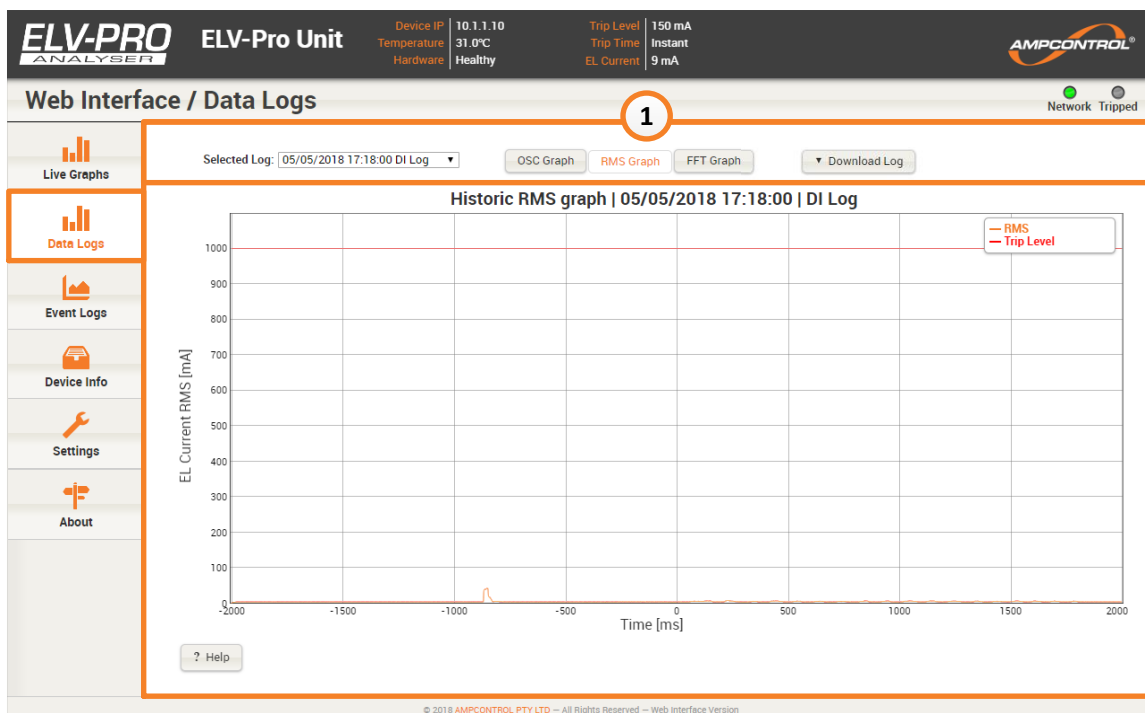 ELV-PRO
ANALYSER
ELV-Pro Unit
Device IP 10.1.1.10
Temperature 31.0°C
Hardware Healthy
Trip Level 150 mA
Trip Time Instant
EL Current 9 mA
AMPCONTROL®
Web Interface / Data Logs
Network Tripped
1
Live Graphs
Data Logs
Event Logs
Device Info
Settings
About
Selected Log: 05/05/2018 17:18:00 DI Log ▼
OSC Graph RMS Graph FFT Graph ▼ Download Log
Historic RMS graph | 05/05/2018 17:18:00 | DI Log
RMS
Trip Level
EL Current RMS [mA]
1000
900
800
700
600
500
400
300
200
100
0
-2000 -1500 -1000 -500 0 500 1000 1500 2000
Time [ms]
? Help
© 2018 AMPCONTROL PTY LTD — All Rights Reserved — Web Interface Version